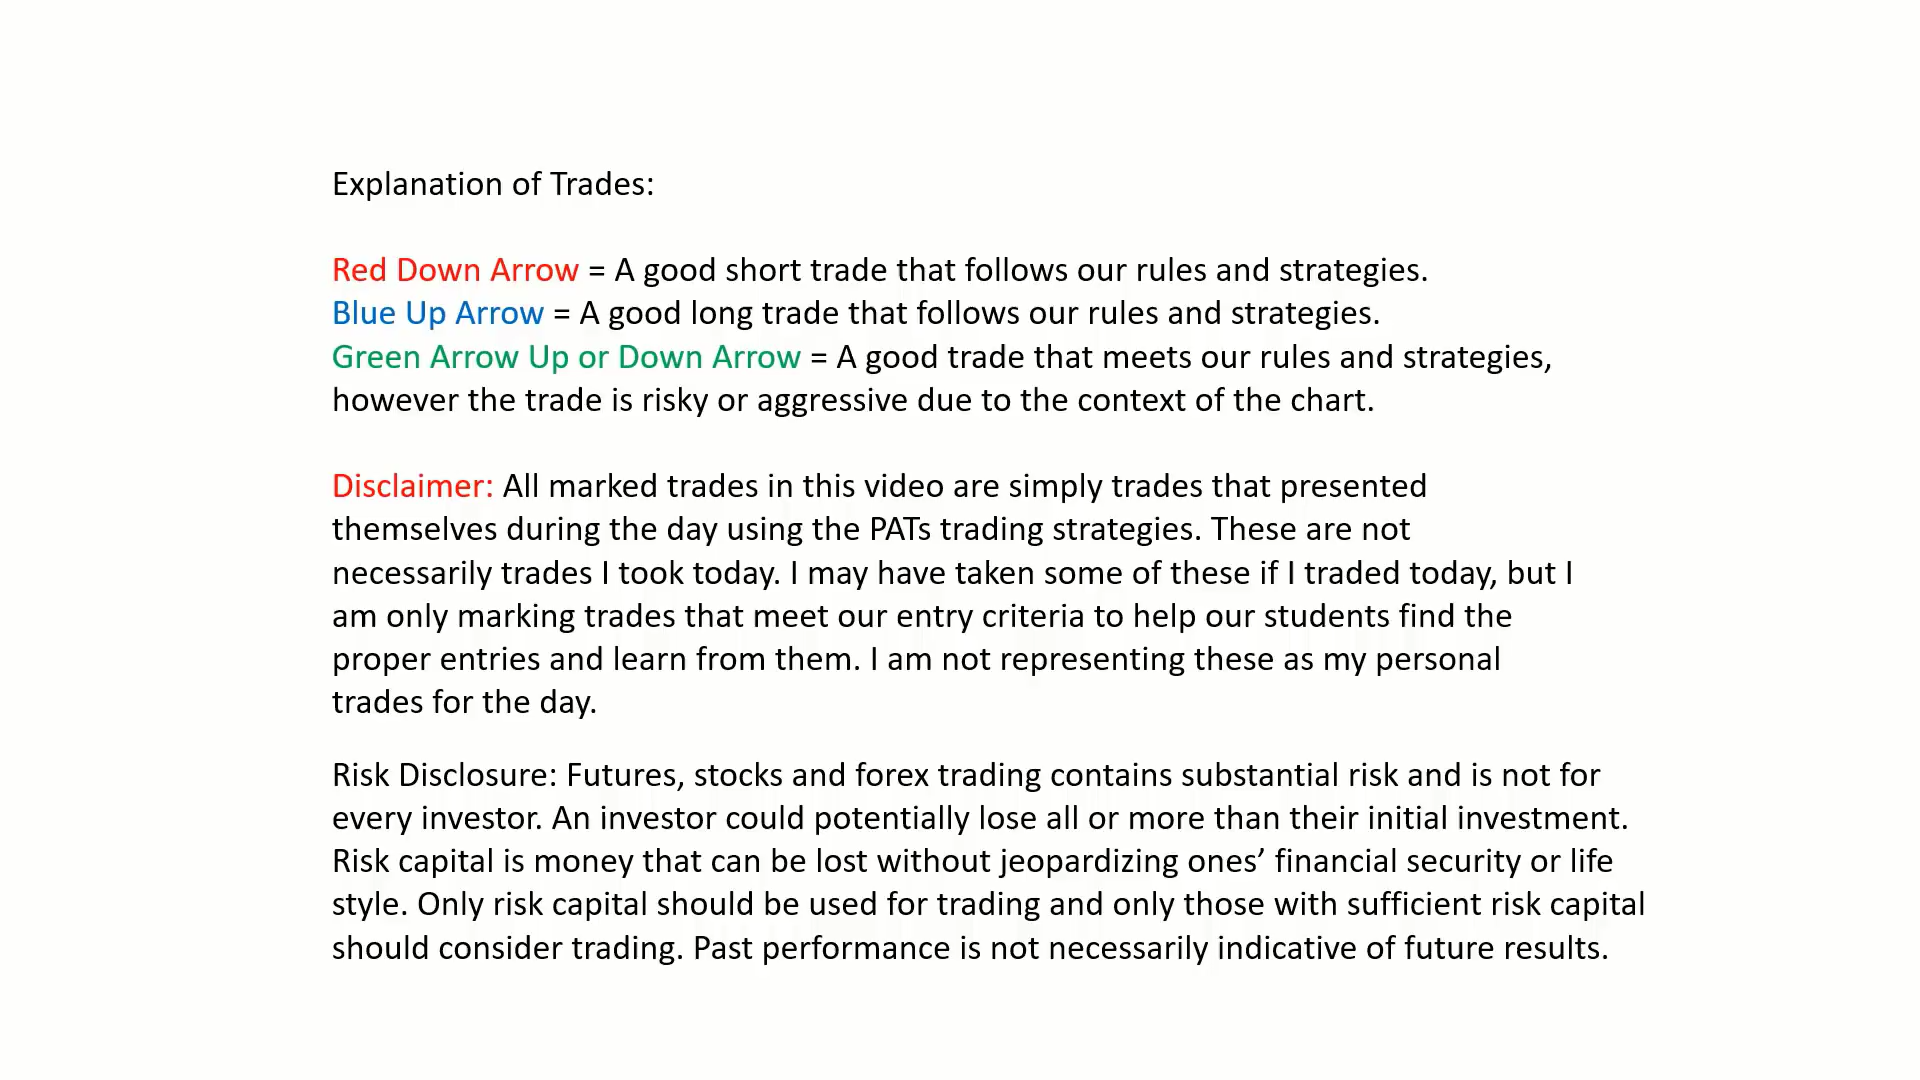 Explanation of Trades:
Red Down Arrow = A good short trade that follows our rules and strategies.
Blue Up Arrow = A good long trade that follows our rules and strategies.
Green Arrow Up or Down Arrow = A good trade that meets our rules and strategies,
however the trade is risky or aggressive due to the context of the chart.
Disclaimer: All marked trades in this video are simply trades that presented
themselves during the day using the PATs trading strategies. These are not
necessarily trades I took today. I may have taken some of these if I traded today, but I
am only marking trades that meet our entry criteria to help our students find the
proper entries and learn from them. I am not representing these as my personal
trades for the day.
Risk Disclosure: Futures, stocks and forex trading contains substantial risk and is not for
every investor. An investor could potentially lose all or more than their initial investment.
Risk capital is money that can be lost without jeopardizing ones’ financial security or life
style. Only risk capital should be used for trading and only those with sufficient risk capital
should consider trading. Past performance is not necessarily indicative of future results.